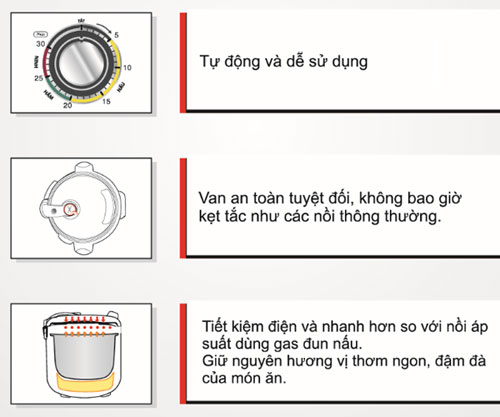 TẮT
5
10
15
20
25
30
NẤU
HẦM
Tự động và dễ sử dụng
Van an toàn tuyệt đối, không bao giờ
kẹt tắc như các nồi thông thường.
Tiết kiệm điện và nhanh hơn so với nồi áp
suất dùng gas đun nấu.
Giữ nguyên hương vị thơm ngon, đậm đà
của món ăn.